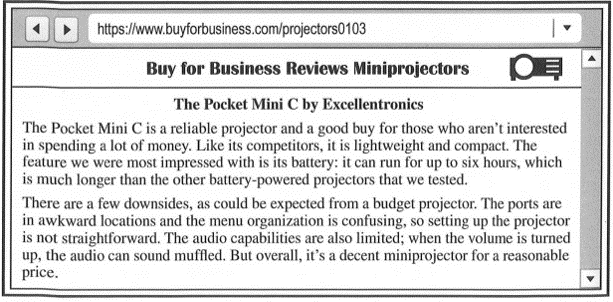 https://www.buyforbusiness.com/projectors0103
Buy for Business Reviews Miniprojectors
The Pocket Mini C by Excellentronics
The Pocket Mini C is a reliable projector and a good buy for those who aren't interested
in spending a lot of money. Like its competitors, it is lightweight and compact. The
feature we were most impressed with is its battery: it can run for up to six hours, which
is much longer than the other battery-powered projectors that we tested.
There are a few downsides, as could be expected from a budget projector. The ports are
in awkward locations and the menu organization is confusing, so setting up the projector
is not straightforward. The audio capabilities are also limited; when the volume is turned
up, the audio can sound muffled. But overall, it's a decent miniprojector for a reasonable
price.